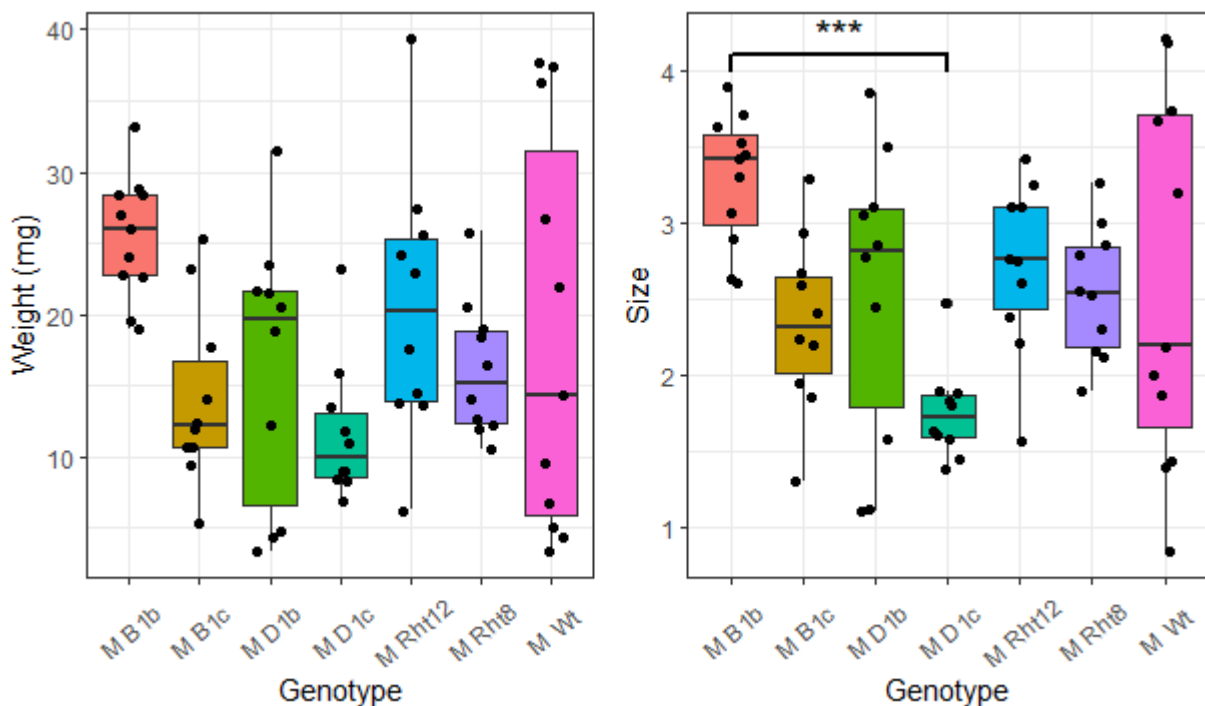 Weight (mg)
40
30
20
10
M B1b
M B1c
M D1b
M D1c
M Rht12
M Rht8
M Wt
Genotype
***
Size
4
3
2
1
M B1b
M B1c
M D1b
M D1c
M Rht12
M Rht8
M Wt
Genotype